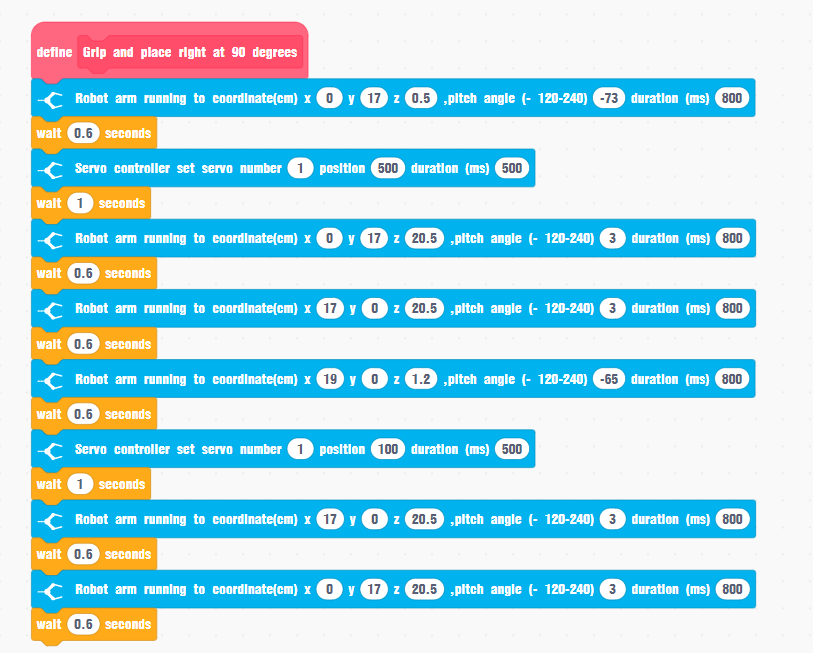 define Grip and place right at 90 degrees
Robot arm running to coordinate(cm) x 0 y 17 z 0.5 ,pitch angle (- 120-240) -73 duration (ms) 800
wait 0.6 seconds
Servo controller set servo number 1 position 500 duration (ms) 500
wait 1 seconds
Robot arm running to coordinate(cm) x 0 y 17 z 20.5 ,pitch angle (- 120-240) 3 duration (ms) 800
wait 0.6 seconds
Robot arm running to coordinate(cm) x 17 y 0 z 20.5 ,pitch angle (- 120-240) 3 duration (ms) 800
wait 0.6 seconds
Robot arm running to coordinate(cm) x 19 y 0 z 1.2 ,pitch angle (- 120-240) -65 duration (ms) 800
wait 0.6 seconds
Servo controller set servo number 1 position 100 duration (ms) 500
wait 1 seconds
Robot arm running to coordinate(cm) x 17 y 0 z 20.5 ,pitch angle (- 120-240) 3 duration (ms) 800
wait 0.6 seconds
Robot arm running to coordinate(cm) x 0 y 17 z 20.5 ,pitch angle (- 120-240) 3 duration (ms) 800
wait 0.6 seconds